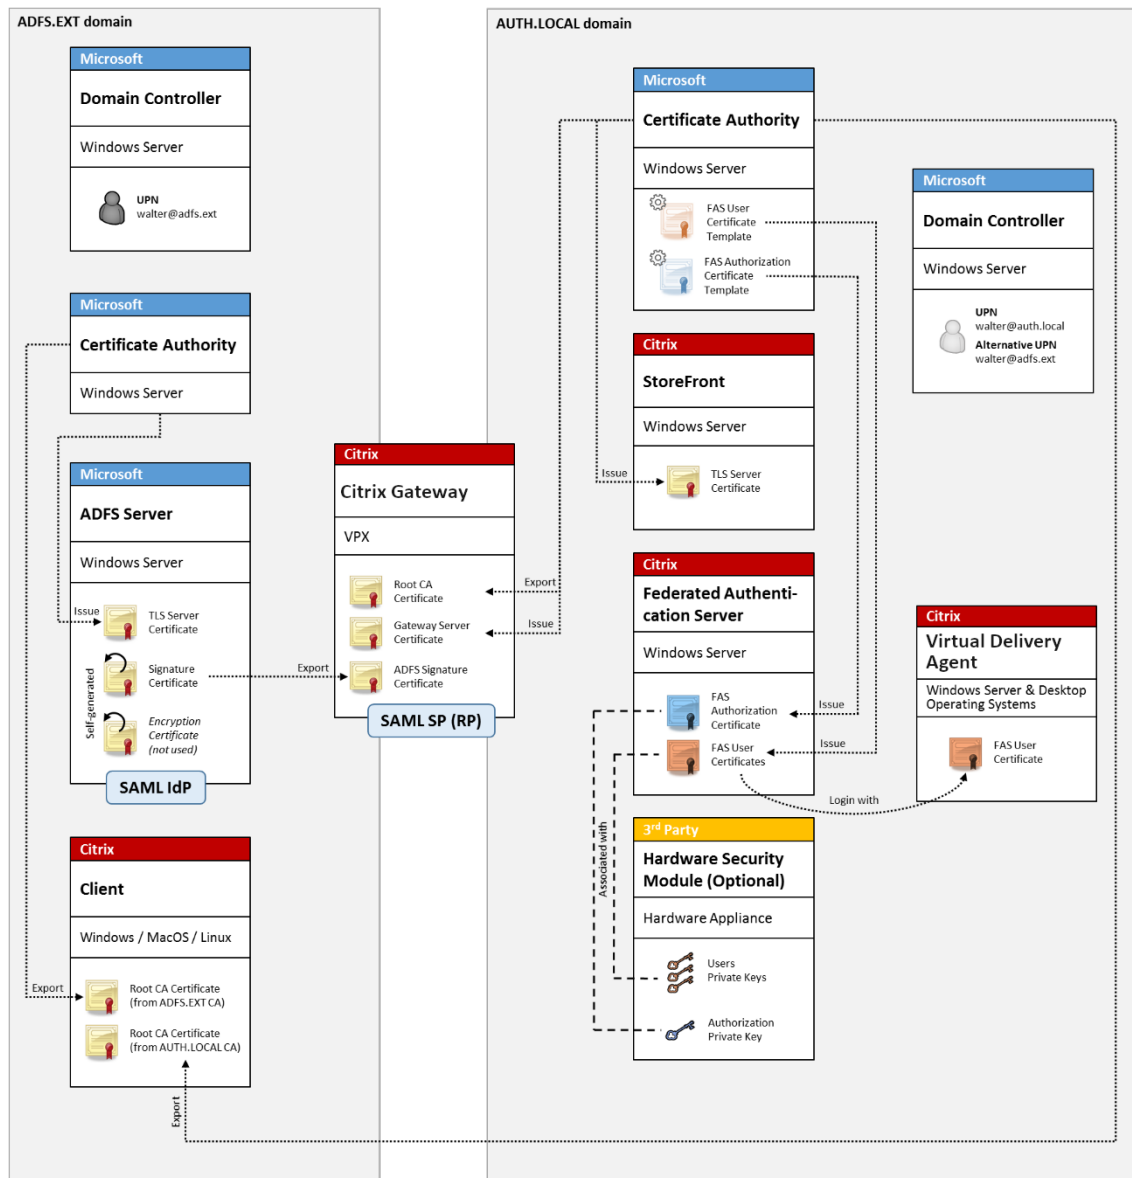 ADFS.EXT domain
Microsoft
Domain Controller
Windows Server
UPN
walter@adfs.ext
Microsoft
Certificate Authority
Windows Server
Microsoft
ADFS Server
Windows Server
Issue
TLS Server
Certificate
Self-generated
Signature
Certificate
Encryption
Certificate
(not used)
SAML IdP
Citrix
Client
Windows / MacOS / Linux
Export
Root CA Certificate
(from ADFS.EXT CA)
Root CA Certificate
(from AUTH.LOCAL CA)
Export
Citrix
Citrix Gateway
VPX
Root CA
Certificate
Export
Gateway Server
Certificate
Issue
Export
ADFS Signature
Certificate
SAML SP (RP)
AUTH.LOCAL domain
Microsoft
Certificate Authority
Windows Server
FAS User
Certificate
Template
FAS Authorization
Certificate
Template
Microsoft
Domain Controller
Windows Server
UPN
walter@auth.local
Alternative UPN
walter@adfs.ext
Citrix
StoreFront
Windows Server
Issue
TLS Server
Certificate
Citrix
Federated Authenti-
cation Server
Windows Server
FAS
Authorization
Certificate
Issue
FAS User
Certificates
Issue
Login with
Citrix
Virtual Delivery
Agent
Windows Server & Desktop
Operating Systems
FAS User
Certificate
Associated with
3rd Party
Hardware Security
Module (Optional)
Hardware Appliance
Users
Private Keys
Authorization
Private Key